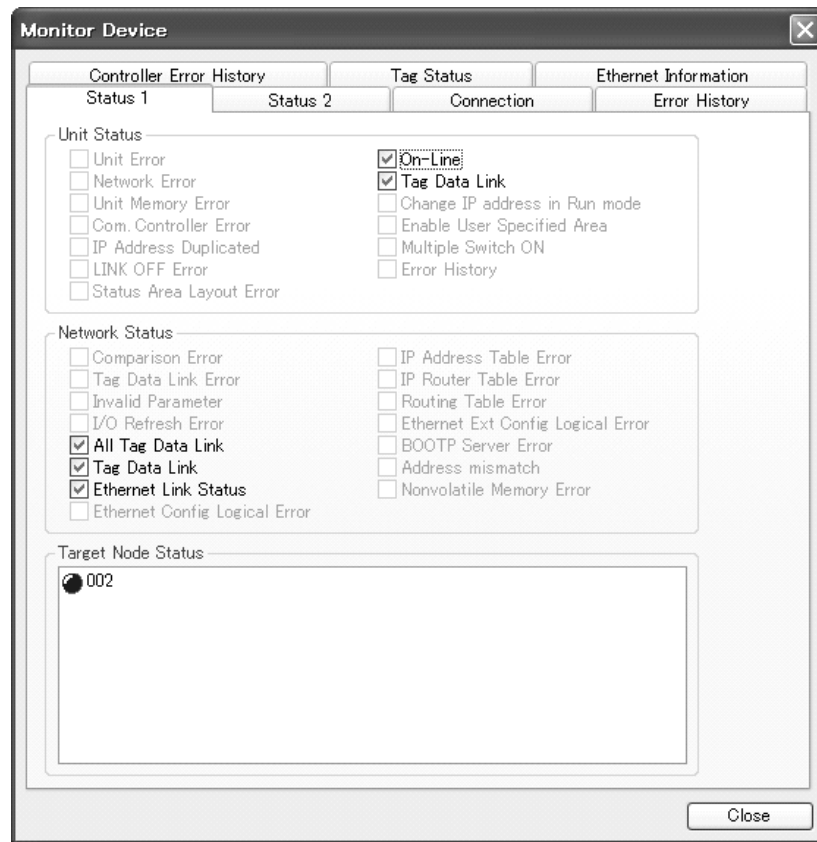 Monitor Device
Controller Error History
Tag Status
Ethernet Information
Status 1
Status 2
Connection
Error History
Unit Status
Unit Error
Network Error
Unit Memory Error
Com. Controller Error
IP Address Duplicated
LINK OFF Error
Status Area Layout Error
On-Line
Tag Data Link
Change IP address in Run mode
Enable User Specified Area
Multiple Switch ON
Error History
Network Status
Comparison Error
Tag Data Link Error
Invalid Parameter
I/O Refresh Error
All Tag Data Link
Tag Data Link
Ethernet Link Status
Ethernet Config Logical Error
IP Address Table Error
IP Router Table Error
Routing Table Error
Ethernet Ext Config Logical Error
BOOTP Server Error
Address mismatch
Nonvolatile Memory Error
Target Node Status
002
Close